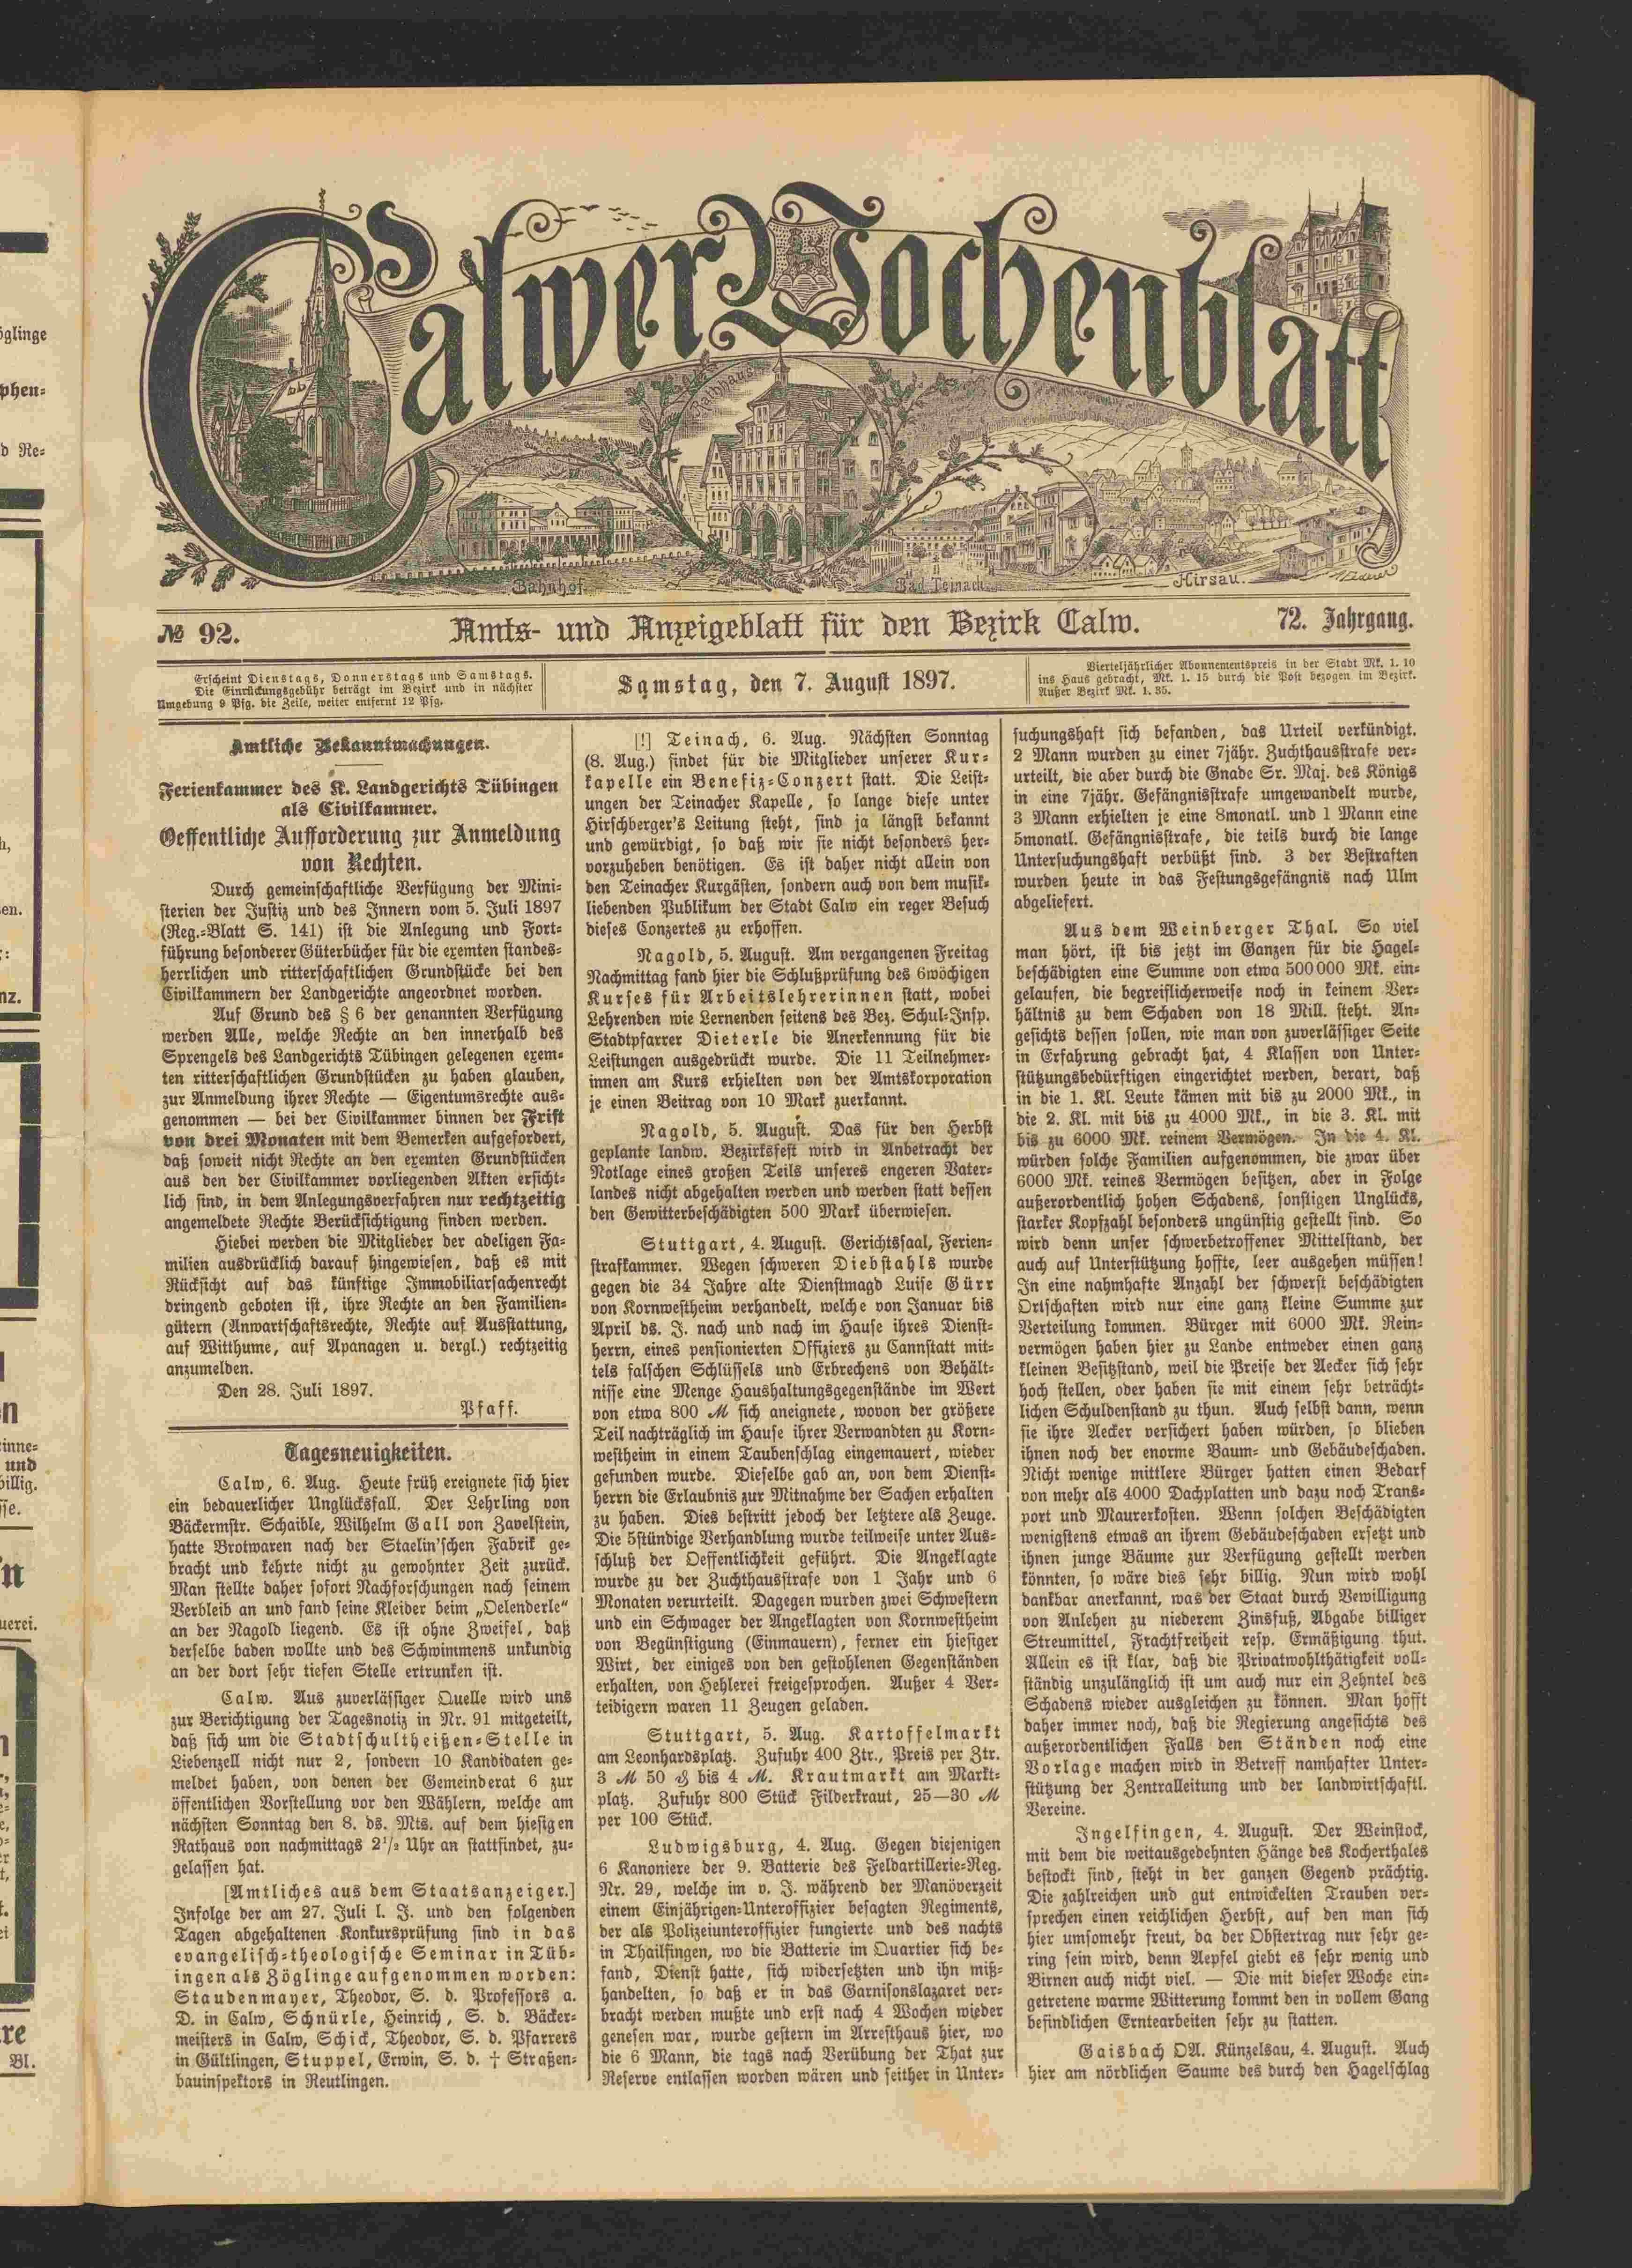 öglinge
phen-
d Re-
en.
nz.
inne-
und
billig.
uerei.
re
Bl.
Calwer Wochenblatt
Rathhaus
Bahnhof
Bad Teinach
Hirsau
№ 92.
Amts- und Anzeigeblatt für den Bezirk Calw.
72. Jahrgang.
Erscheint Dienstags, Donnerstags und Samstags.
Die Einrückungsgebühr beträgt im Bezirk und in nächster
Umgebung 9 Pfg. die Zeile, weiter entfernt 12 Pfg.
Samstag, den 7. August 1897.
Vierteljährlicher Abonnementspreis in der Stadt Mk. 1. 10
ins Haus gebracht, Mk. 1. 15 durch die Post bezogen im Bezirk.
Außer Bezirk Mk. 1. 35.
Amtliche Bekanntmachungen.
Ferienkammer des K. Landgerichts Tübingen
als Civilkammer.
Oeffentliche Aufforderung zur Anmeldung
von Rechten.
Durch gemeinschaftliche Verfügung der Mini-
sterien der Justiz und des Innern vom 5. Juli 1897
(Reg.-Blatt S. 141) ist die Anlegung und Fort-
führung besonderer Güterbücher für die exemten standes-
herrlichen und ritterschaftlichen Grundstücke bei den
Civilkammern der Landgerichte angeordnet worden.
Auf Grund des § 6 der genannten Verfügung
werden Alle, welche Rechte an den innerhalb des
Sprengels des Landgerichts Tübingen gelegenen exem-
ten ritterschaftlichen Grundstücken zu haben glauben,
zur Anmeldung ihrer Rechte — Eigentumsrechte aus-
genommen — bei der Civilkammer binnen der Frist
von drei Monaten mit dem Bemerken aufgefordert,
daß soweit nicht Rechte an den exemten Grundstücken
aus den der Civilkammer vorliegenden Akten ersicht-
lich sind, in dem Anlegungsverfahren nur rechtzeitig
angemeldete Rechte Berücksichtigung finden werden.
Hiebei werden die Mitglieder der adeligen Fa-
milien ausdrücklich darauf hingewiesen, daß es mit
Rücksicht auf das künftige Immobiliarsachenrecht
dringend geboten ist, ihre Rechte an den Familien-
gütern (Anwartschaftsrechte, Rechte auf Ausstattung,
auf Witthume, auf Apanagen u. dergl.) rechtzeitig
anzumelden.
Den 28. Juli 1897.
Pfaff.
Tagesneuigkeiten.
Calw, 6. Aug. Heute früh ereignete sich hier
ein bedauerlicher Unglücksfall. Der Lehrling von
Bäckermstr. Schaible, Wilhelm Gall von Zavelstein,
hatte Brotwaren nach der Staelin'schen Fabrik ge-
bracht und kehrte nicht zu gewohnter Zeit zurück.
Man stellte daher sofort Nachforschungen nach seinem
Verbleib an und fand seine Kleider beim „Oelenderle“
an der Nagold liegend. Es ist ohne Zweifel, daß
derselbe baden wollte und des Schwimmens unkundig
an der dort sehr tiefen Stelle ertrunken ist.
Calw. Aus zuverlässiger Quelle wird uns
zur Berichtigung der Tagesnotiz in Nr. 91 mitgeteilt,
daß sich um die Stadtschultheißen-Stelle in
Liebenzell nicht nur 2, sondern 10 Kandidaten ge-
meldet haben, von denen der Gemeinderat 6 zur
öffentlichen Vorstellung vor den Wählern, welche am
nächsten Sonntag den 8. ds. Mts. auf dem hiesigen
Rathaus von nachmittags 2½ Uhr an stattfindet, zu-
gelassen hat.
[Amtliches aus dem Staatsanzeiger.]
Infolge der am 27. Juli l. J. und den folgenden
Tagen abgehaltenen Konkursprüfung sind in das
evangelisch-theologische Seminar in Tüb-
ingen als Zöglinge aufgenommen worden:
Staudenmayer, Theodor, S. d. Professors a.
D. in Calw, Schnürle, Heinrich, S. d. Bäcker-
meisters in Calw, Schick, Theodor, S. d. Pfarrers
in Gültlingen, Stuppel, Erwin, S. d. † Straßen-
bauinspektors in Reutlingen.
[!] Teinach, 6. Aug. Nächsten Sonntag
(8. Aug.) findet für die Mitglieder unserer Kur-
kapelle ein Benefiz-Conzert statt. Die Leist-
ungen der Teinacher Kapelle, so lange diese unter
Hirschberger's Leitung steht, sind ja längst bekannt
und gewürdigt, so daß wir sie nicht besonders her-
vorzuheben benötigen. Es ist daher nicht allein von
den Teinacher Kurgästen, sondern auch von dem musik-
liebenden Publikum der Stadt Calw ein reger Besuch
dieses Conzertes zu erhoffen.
Nagold, 5. August. Am vergangenen Freitag
Nachmittag fand hier die Schlußprüfung des 6wöchigen
Kurses für Arbeitslehrerinnen statt, wobei
Lehrenden wie Lernenden seitens des Bez. Schul-Insp.
Stadtpfarrer Dieterle die Anerkennung für die
Leistungen ausgedrückt wurde. Die 11 Teilnehmer-
innen am Kurs erhielten von der Amtskorporation
je einen Beitrag von 10 Mark zuerkannt.
Nagold, 5. August. Das für den Herbst
geplante landw. Bezirksfest wird in Anbetracht der
Notlage eines großen Teils unseres engeren Vater-
landes nicht abgehalten werden und werden statt dessen
den Gewitterbeschädigten 500 Mark überwiesen.
Stuttgart, 4. August. Gerichtssaal, Ferien-
strafkammer. Wegen schweren Diebstahls wurde
gegen die 34 Jahre alte Dienstmagd Luise Gürr
von Kornwestheim verhandelt, welche von Januar bis
April ds. J. nach und nach im Hause ihres Dienst-
herrn, eines pensionierten Offiziers zu Cannstatt mit-
tels falschen Schlüssels und Erbrechens von Behält-
nisse eine Menge Haushaltungsgegenstände im Wert
von etwa 800 ℳ sich aneignete, wovon der größere
Teil nachträglich im Hause ihrer Verwandten zu Korn-
westheim in einem Taubenschlag eingemauert, wieder
gefunden wurde. Dieselbe gab an, von dem Dienst-
herrn die Erlaubnis zur Mitnahme der Sachen erhalten
zu haben. Dies bestritt jedoch der letztere als Zeuge.
Die 5stündige Verhandlung wurde teilweise unter Aus-
schluß der Oeffentlichkeit geführt. Die Angeklagte
wurde zu der Zuchthausstrafe von 1 Jahr und 6
Monaten verurteilt. Dagegen wurden zwei Schwestern
und ein Schwager der Angeklagten von Kornwestheim
von Begünstigung (Einmauern), ferner ein hiesiger
Wirt, der einiges von den gestohlenen Gegenständen
erhalten, von Hehlerei freigesprochen. Außer 4 Ver-
teidigern waren 11 Zeugen geladen.
Stuttgart, 5. Aug. Kartoffelmarkt
am Leonhardsplatz. Zufuhr 400 Ztr., Preis per Ztr.
3 ℳ 50 ₰ bis 4 ℳ. Krautmarkt am Markt-
platz. Zufuhr 800 Stück Filderkraut, 25—30 ℳ
per 100 Stück.
Ludwigsburg, 4. Aug. Gegen diejenigen
6 Kanoniere der 9. Batterie des Feldartillerie-Reg.
Nr. 29, welche im v. J. während der Manöverzeit
einem Einjährigen-Unteroffizier besagten Regiments,
der als Polizeiunteroffizier fungierte und des nachts
in Thailfingen, wo die Batterie im Quartier sich be-
fand, Dienst hatte, sich widersetzten und ihn miß-
handelten, so daß er in das Garnisonslazaret ver-
bracht werden mußte und erst nach 4 Wochen wieder
genesen war, wurde gestern im Arresthaus hier, wo
die 6 Mann, die tags nach Verübung der That zur
Reserve entlassen worden wären und seither in Unter-
suchungshaft sich befanden, das Urteil verkündigt.
2 Mann wurden zu einer 7jähr. Zuchthausstrafe ver-
urteilt, die aber durch die Gnade Sr. Maj. des Königs
in eine 7jähr. Gefängnisstrafe umgewandelt wurde,
3 Mann erhielten je eine 8monatl. und 1 Mann eine
5monatl. Gefängnisstrafe, die teils durch die lange
Untersuchungshaft verbüßt sind. 3 der Bestraften
wurden heute in das Festungsgefängnis nach Ulm
abgeliefert.
Aus dem Weinberger Thal. So viel
man hört, ist bis jetzt im Ganzen für die Hagel-
beschädigten eine Summe von etwa 500000 Mk. ein-
gelaufen, die begreiflicherweise noch in keinem Ver-
hältnis zu dem Schaden von 18 Mill. steht. An-
gesichts dessen sollen, wie man von zuverlässiger Seite
in Erfahrung gebracht hat, 4 Klassen von Unter-
stützungsbedürftigen eingerichtet werden, derart, daß
in die 1. Kl. Leute kämen mit bis zu 2000 Mk., in
die 2. Kl. mit bis zu 4000 Mk., in die 3. Kl. mit
bis zu 6000 Mk. reinem Vermögen. In die 4. Kl.
würden solche Familien aufgenommen, die zwar über
6000 Mk. reines Vermögen besitzen, aber in Folge
außerordentlich hohen Schadens, sonstigen Unglücks,
starker Kopfzahl besonders ungünstig gestellt sind. So
wird denn unser schwerbetroffener Mittelstand, der
auch auf Unterstützung hoffte, leer ausgehen müssen!
In eine nahmhafte Anzahl der schwerst beschädigten
Ortschaften wird nur eine ganz kleine Summe zur
Verteilung kommen. Bürger mit 6000 Mk. Rein-
vermögen haben hier zu Lande entweder einen ganz
kleinen Besitzstand, weil die Preise der Aecker sich sehr
hoch stellen, oder haben sie mit einem sehr beträcht-
lichen Schuldenstand zu thun. Auch selbst dann, wenn
sie ihre Aecker versichert haben würden, so blieben
ihnen noch der enorme Baum- und Gebäudeschaden.
Nicht wenige mittlere Bürger hatten einen Bedarf
von mehr als 4000 Dachplatten und dazu noch Trans-
port und Maurerkosten. Wenn solchen Beschädigten
wenigstens etwas an ihrem Gebäudeschaden ersetzt und
ihnen junge Bäume zur Verfügung gestellt werden
könnten, so wäre dies sehr billig. Nun wird wohl
dankbar anerkannt, was der Staat durch Bewilligung
von Anlehen zu niederem Zinsfuß, Abgabe billiger
Streumittel, Frachtfreiheit resp. Ermäßigung thut.
Allein es ist klar, daß die Privatwohlthätigkeit voll-
ständig unzulänglich ist um auch nur ein Zehntel des
Schadens wieder ausgleichen zu können. Man hofft
daher immer noch, daß die Regierung angesichts des
außerordentlichen Falls den Ständen noch eine
Vorlage machen wird in Betreff namhafter Unter-
stützung der Zentralleitung und der landwirtschaftl.
Vereine.
Ingelfingen, 4. August. Der Weinstock,
mit dem die weitausgedehnten Hänge des Kocherthales
bestockt sind, steht in der ganzen Gegend prächtig.
Die zahlreichen und gut entwickelten Trauben ver-
sprechen einen reichlichen Herbst, auf den man sich
hier umsomehr freut, da der Obstertrag nur sehr ge-
ring sein wird, denn Aepfel giebt es sehr wenig und
Birnen auch nicht viel. — Die mit dieser Woche ein-
getretene warme Witterung kommt den in vollem Gang
befindlichen Erntearbeiten sehr zu statten.
Gaisbach OA. Künzelsau, 4. August. Auch
hier am nördlichen Saume des durch den Hagelschlag